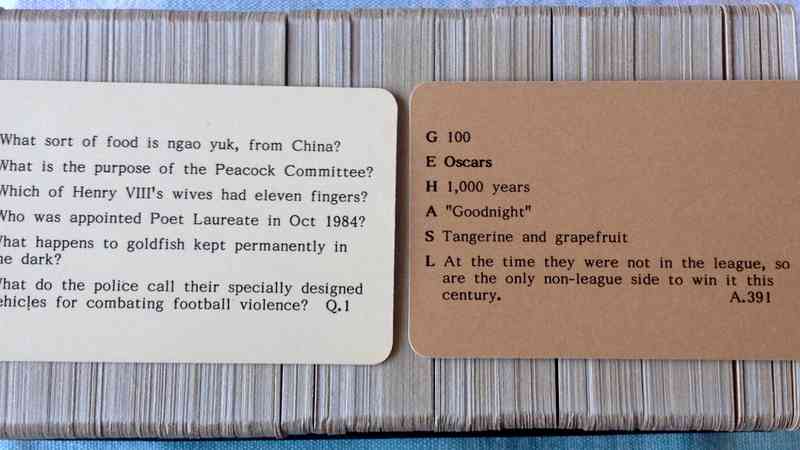 What sort of food is ngao yuk, from China?
What is the purpose of the Peacock Committee?
Which of Henry VIII's wives had eleven fingers?
Who was appointed Poet Laureate in Oct 1984?
What happens to goldfish kept permanently in
the dark?
What do the police call their specially designed
vehicles for combating football violence? Q.1
G 100
E Oscars
H 1,000 years
A "Goodnight"
S Tangerine and grapefruit
L At the time they were not in the league, so
are the only non-league side to win it this
century. A.391